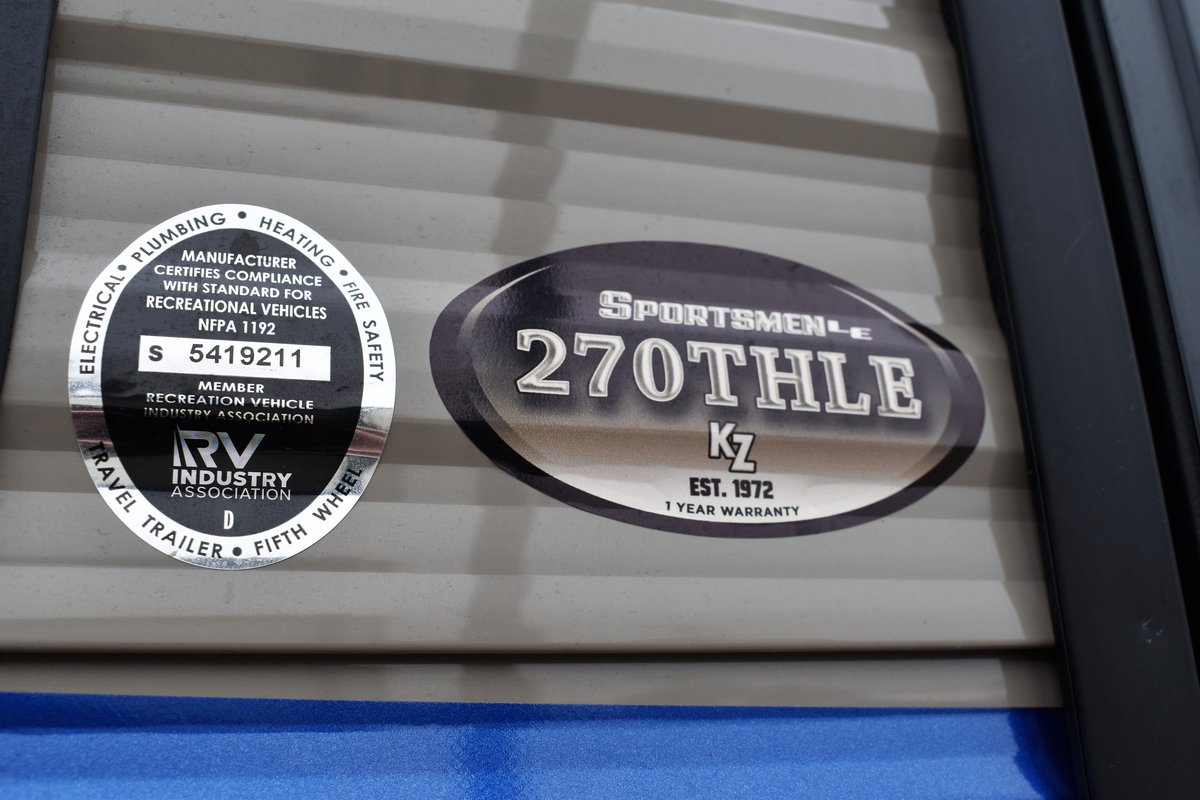 ELECTRICAL • PLUMBING • HEATING • FIRE SAFETY
MANUFACTURER
CERTIFIES COMPLIANCE
WITH STANDARD FOR
RECREATIONAL VEHICLES
NFPA 1192
S 5419211
MEMBER
RECREATION VEHICLE
INDUSTRY ASSOCIATION
RV
INDUSTRY
ASSOCIATION
D
TRAVEL TRAILER • FIFTH WHEEL
SPORTSMEN LE
270THLE
KZ
EST. 1972
1 YEAR WARRANTY